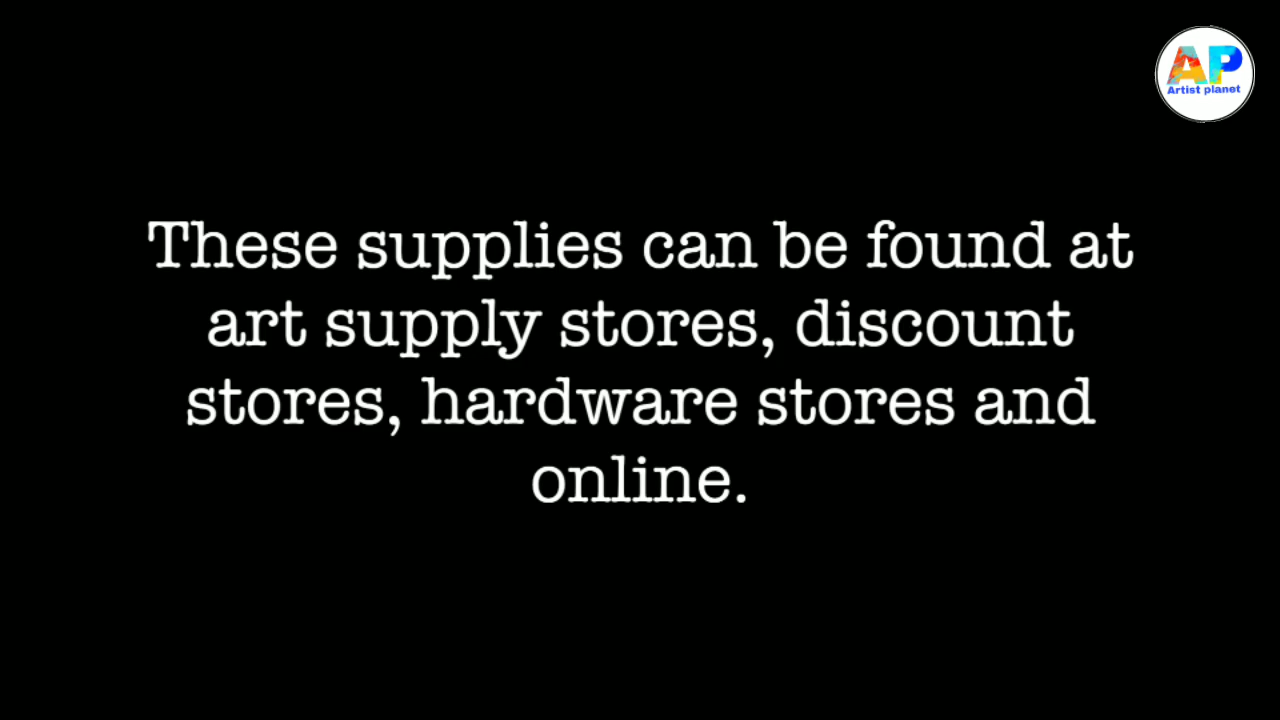 AP
Artist planet
These supplies can be found at
art supply stores, discount
stores, hardware stores and
online.